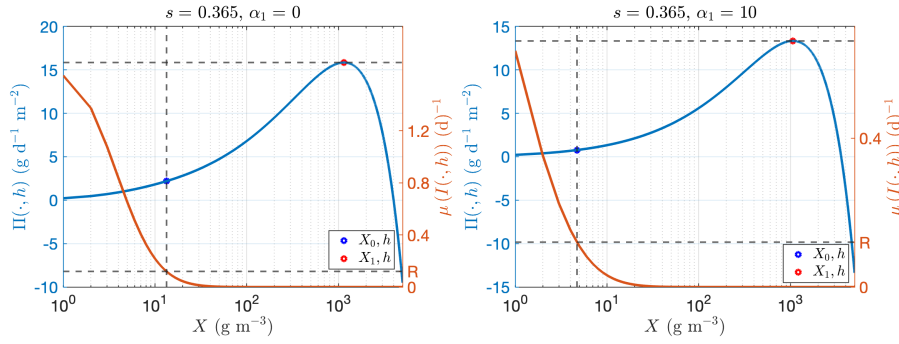 s = 0.365, α₁ = 0
20
15
10
5
0
-5
-10
Π(·, h) (g d⁻¹ m⁻²)
1.2
0.8
0.4
R
0
μ (I(·, h)) (d)⁻¹
X₀, h
X₁, h
10⁰ 10¹ 10² 10³
X (g m⁻³)
s = 0.365, α₁ = 10
15
10
5
0
-5
-10
-15
Π(·, h) (g d⁻¹ m⁻²)
0.4
R
0
μ (I(·, h)) (d)⁻¹
X₀, h
X₁, h
10⁰ 10¹ 10² 10³
X (g m⁻³)